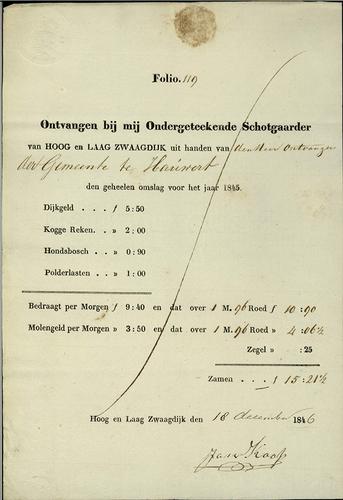 Folio. 119
Ontvangen bij mij Ondergeteekende Schotgaarder
van HOOG en LAAG ZWAAGDIJK uit handen van den Heer Ontvanger
der Gemeente te Hauwert
den geheelen omslag voor het jaar 1845.
Dijkgeld . . . ƒ 5:50
Kogge Reken. . » 2:00
Hondsbosch . » 0:90
Polderlasten . » 1:00
Bedraagt per Morgen ƒ 9:40 en dat over 1 M. 96 Roed ƒ 10:90
Molengeld per Morgen » 3:50 en dat over 1 M. 96 Roed » 4:06½
Zegel » :25
Zamen . . . ƒ 15:21½
Hoog en Laag Zwaagdijk den 18 december 1846
Jan Koop